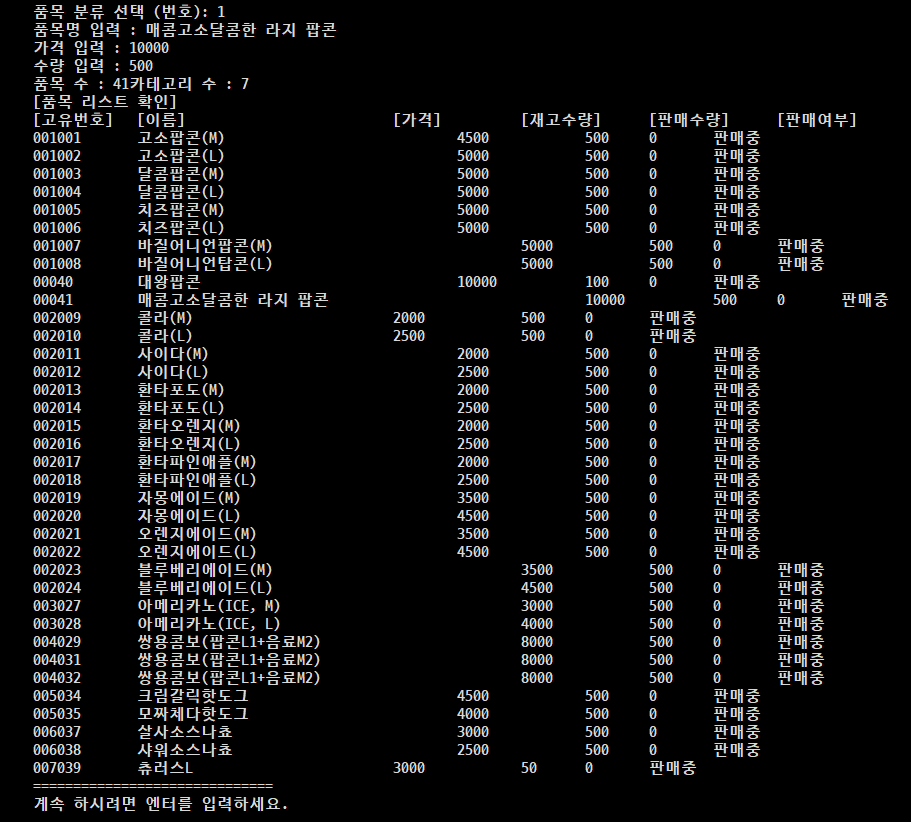 품목 분류 선택 (번호): 1
품목명 입력 : 매콤고소달콤한 라지 팝콘
가격 입력 : 10000
수량 입력 : 500
품목 수 : 41카테고리 수 : 7
[품목 리스트 확인]
[고유번호] [이름] [가격] [재고수량] [판매수량] [판매여부]
001001 고소팝콘(M) 4500 500 0 판매중
001002 고소팝콘(L) 5000 500 0 판매중
001003 달콤팝콘(M) 5000 500 0 판매중
001004 달콤팝콘(L) 5000 500 0 판매중
001005 치즈팝콘(M) 5000 500 0 판매중
001006 치즈팝콘(L) 5000 500 0 판매중
001007 바질어니언팝콘(M) 5000 500 0 판매중
001008 바질어니언탑콘(L) 5000 500 0 판매중
00040 대왕팝콘 10000 100 0 판매중
00041 매콤고소달콤한 라지 팝콘 10000 500 0 판매중
002009 콜라(M) 2000 500 0 판매중
002010 콜라(L) 2500 500 0 판매중
002011 사이다(M) 2000 500 0 판매중
002012 사이다(L) 2500 500 0 판매중
002013 환타포도(M) 2000 500 0 판매중
002014 환타포도(L) 2500 500 0 판매중
002015 환타오렌지(M) 2000 500 0 판매중
002016 환타오렌지(L) 2500 500 0 판매중
002017 환타파인애플(M) 2000 500 0 판매중
002018 환타파인애플(L) 2500 500 0 판매중
002019 자몽에이드(M) 3500 500 0 판매중
002020 자몽에이드(L) 4500 500 0 판매중
002021 오렌지에이드(M) 3500 500 0 판매중
002022 오렌지에이드(L) 4500 500 0 판매중
002023 블루베리에이드(M) 3500 500 0 판매중
002024 블루베리에이드(L) 4500 500 0 판매중
003027 아메리카노(ICE, M) 3000 500 0 판매중
003028 아메리카노(ICE, L) 4000 500 0 판매중
004029 쌍용콤보(팝콘L1+음료M2) 8000 500 0 판매중
004031 쌍용콤보(팝콘L1+음료M2) 8000 500 0 판매중
004032 쌍용콤보(팝콘L1+음료M2) 8000 500 0 판매중
005034 크림갈릭핫도그 4500 500 0 판매중
005035 모짜체다핫도그 4000 500 0 판매중
006037 살사소스나쵸 3000 500 0 판매중
006038 샤워소스나쵸 2500 500 0 판매중
007039 츄러스L 3000 50 0 판매중
==============================
계속 하시려면 엔터를 입력하세요.